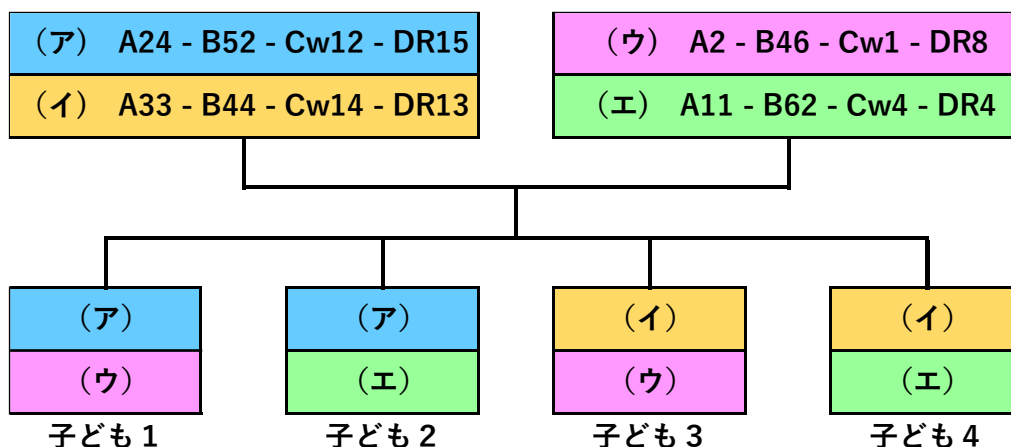 （ア） A24 - B52 - Cw12 - DR15
（イ） A33 - B44 - Cw14 - DR13
（ウ） A2 - B46 - Cw1 - DR8
（エ） A11 - B62 - Cw4 - DR4
（ア）
（ウ）
子ども１
（ア）
（エ）
子ども２
（イ）
（ウ）
子ども３
（イ）
（エ）
子ども４